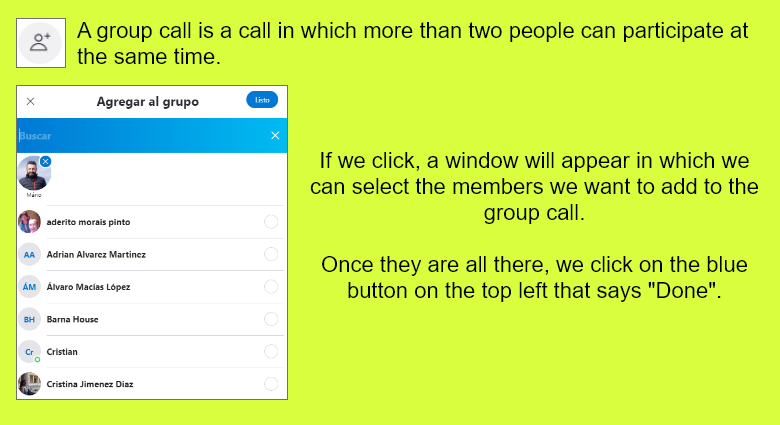 A group call is a call in which more than two people can participate at
the same time.
Agregar al grupo
Listo
Buscar
Mário
aderito morais pinto
AA Adrian Alvarez Martinez
ÁM Álvaro Macías López
BH Barna House
Cr Cristian
Cristina Jimenez Diaz
If we click, a window will appear in which we
can select the members we want to add to the
group call.
Once they are all there, we click on the blue
button on the top left that says "Done".